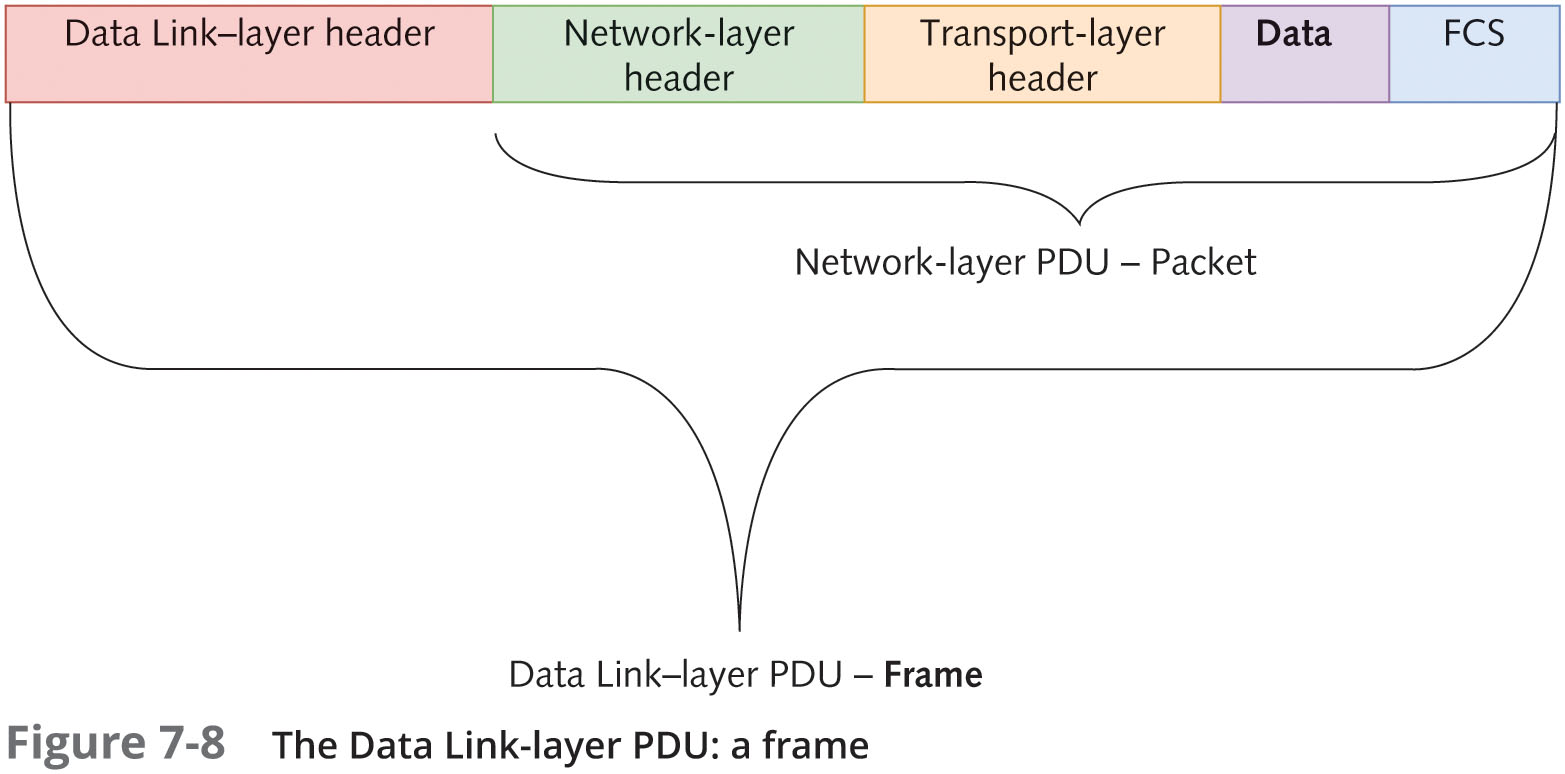 Data Link–layer header
Network-layer
header
Transport-layer
header
Data
FCS
Network-layer PDU – Packet
Data Link–layer PDU – Frame
Figure 7-8 The Data Link-layer PDU: a frame